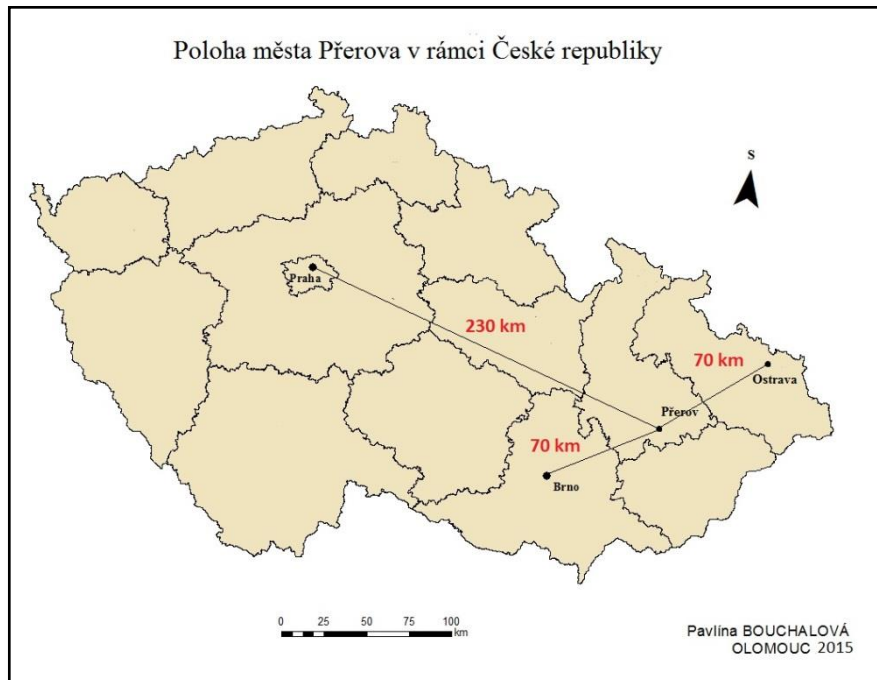 Poloha města Přerova v rámci České republiky
S
Praha
230 km
70 km
Ostrava
Přerov
70 km
Brno
0 25 50 75 100
km
Pavlína BOUCHALOVÁ
OLOMOUC 2015